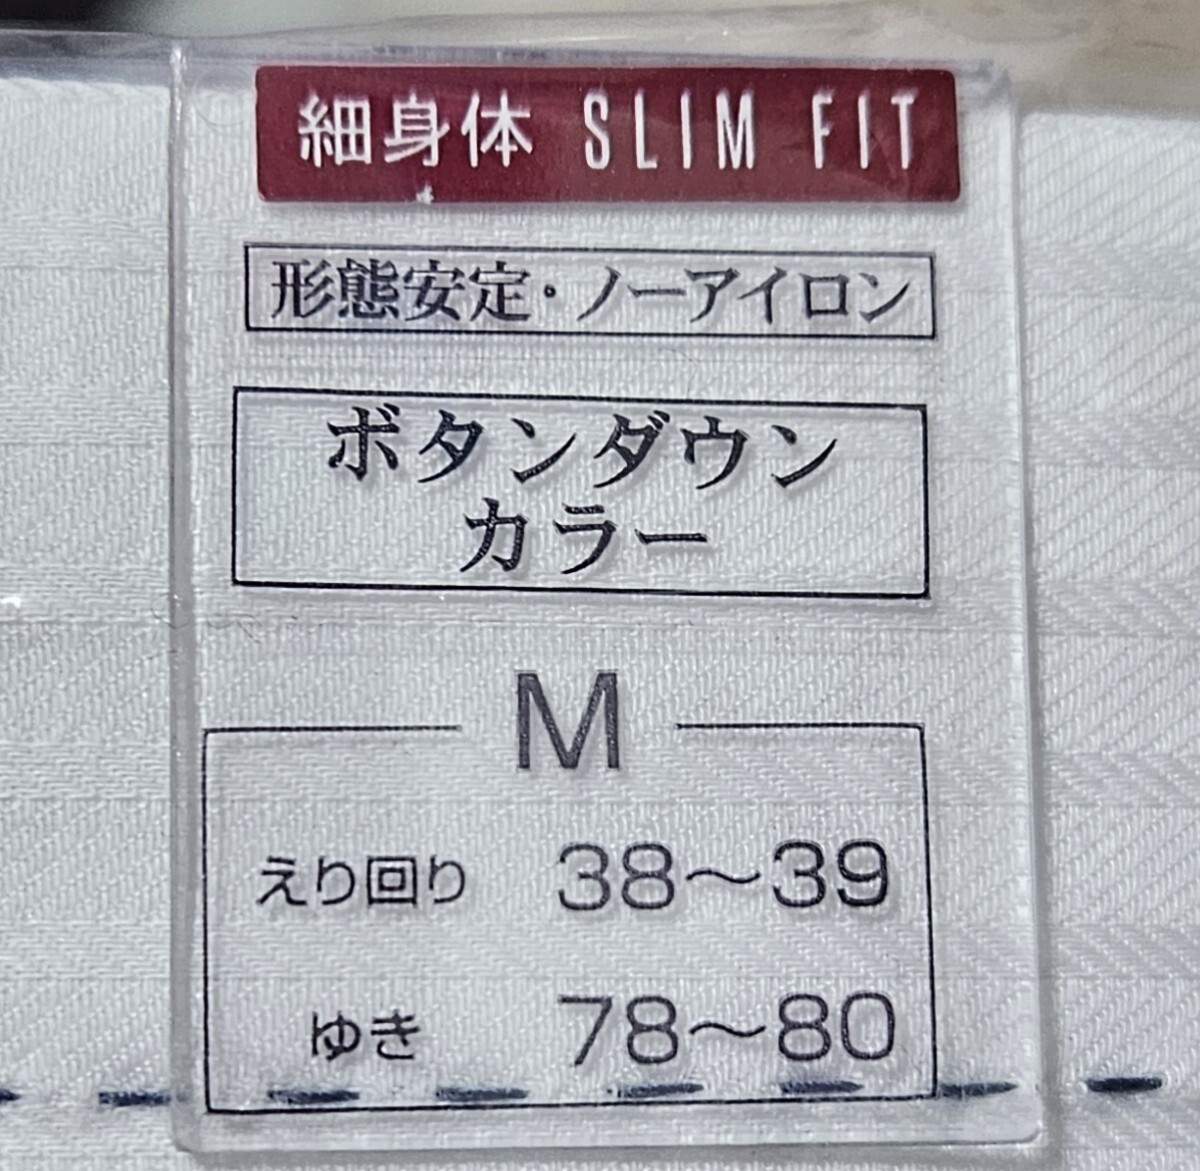 細身体 SLIM FIT
形態安定・ノーアイロン
ボタンダウン
カラー
M
えり回り 38～39
ゆき 78～80